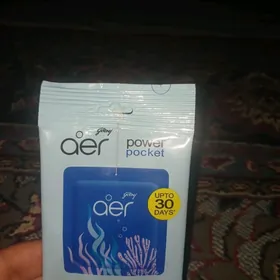 Godrej
aer
power
pocket
Godrej
aer
UPTO
30
DAYS*